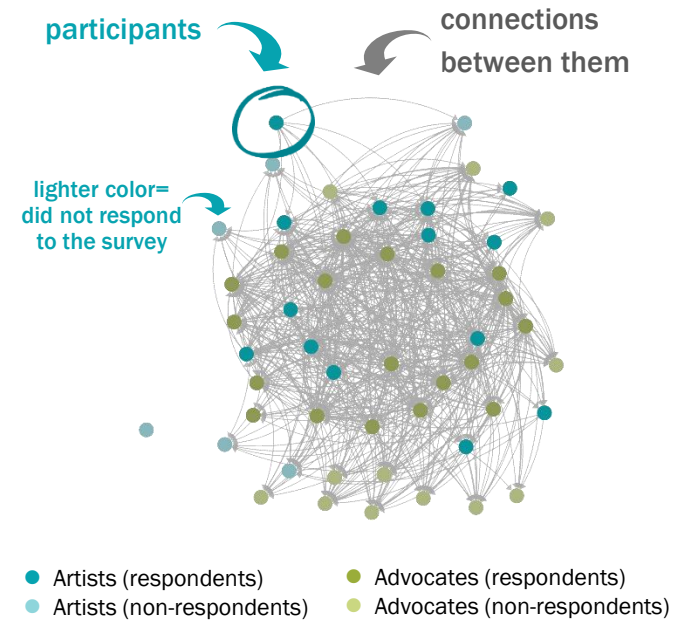 participants
connections
between them
lighter color=
did not respond
to the survey
Artists (respondents)
Artists (non-respondents)
Advocates (respondents)
Advocates (non-respondents)